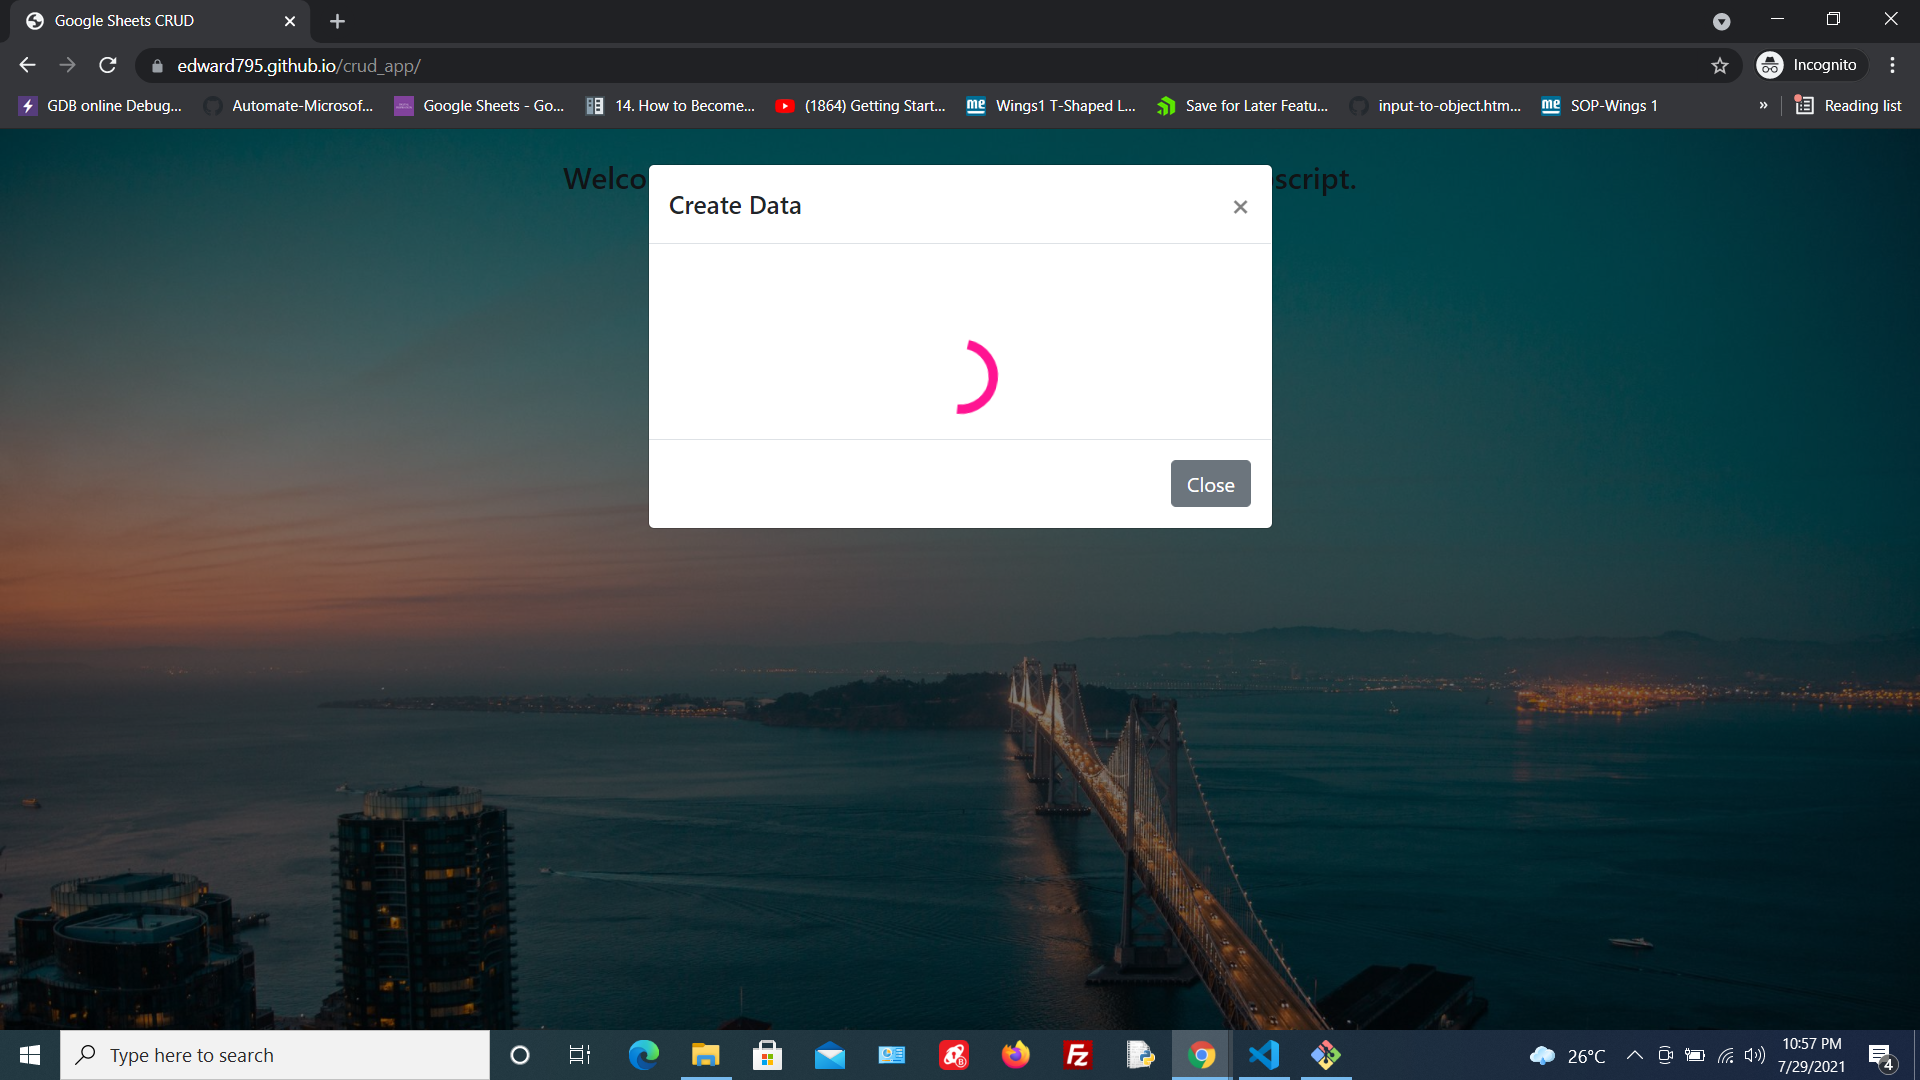 Google Sheets CRUD
edward795.github.io/crud_app/
Incognito
GDB online Debug...
Automate-Microsof...
Google Sheets - Go...
14. How to Become...
(1864) Getting Start...
Wings1 T-Shaped L...
Save for Later Featu...
input-to-object.htm...
SOP-Wings 1
»
Reading list
Welco
script.
Create Data
×
Close
Type here to search
26°C
10:57 PM
7/29/2021
4